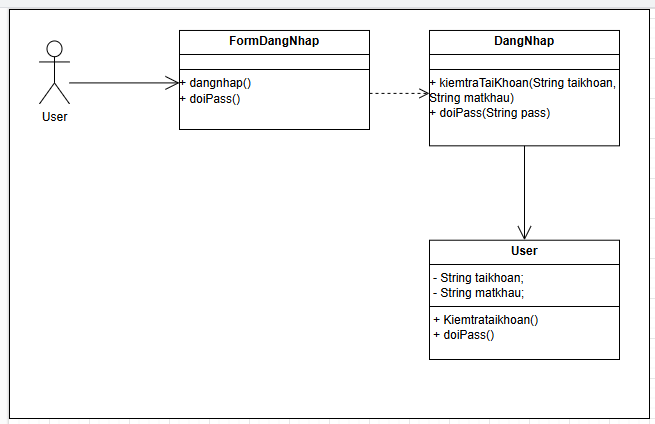 User
FormDangNhap
+ dangnhap()
+ doiPass()
DangNhap
+ kiemtraTaiKhoan(String taikhoan,
String matkhau)
+ doiPass(String pass)
User
- String taikhoan;
- String matkhau;
+ Kiemtrataikhoan()
+ doiPass()